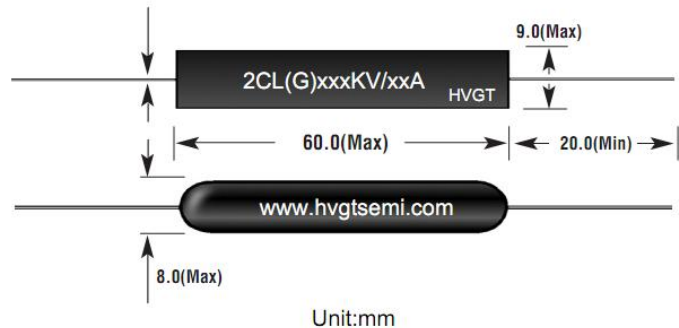 9.0(Max)
2CL(G)xxxKV/xxA
HVGT
60.0(Max)
20.0(Min)
www.hvgtsemi.com
8.0(Max)
Unit:mm